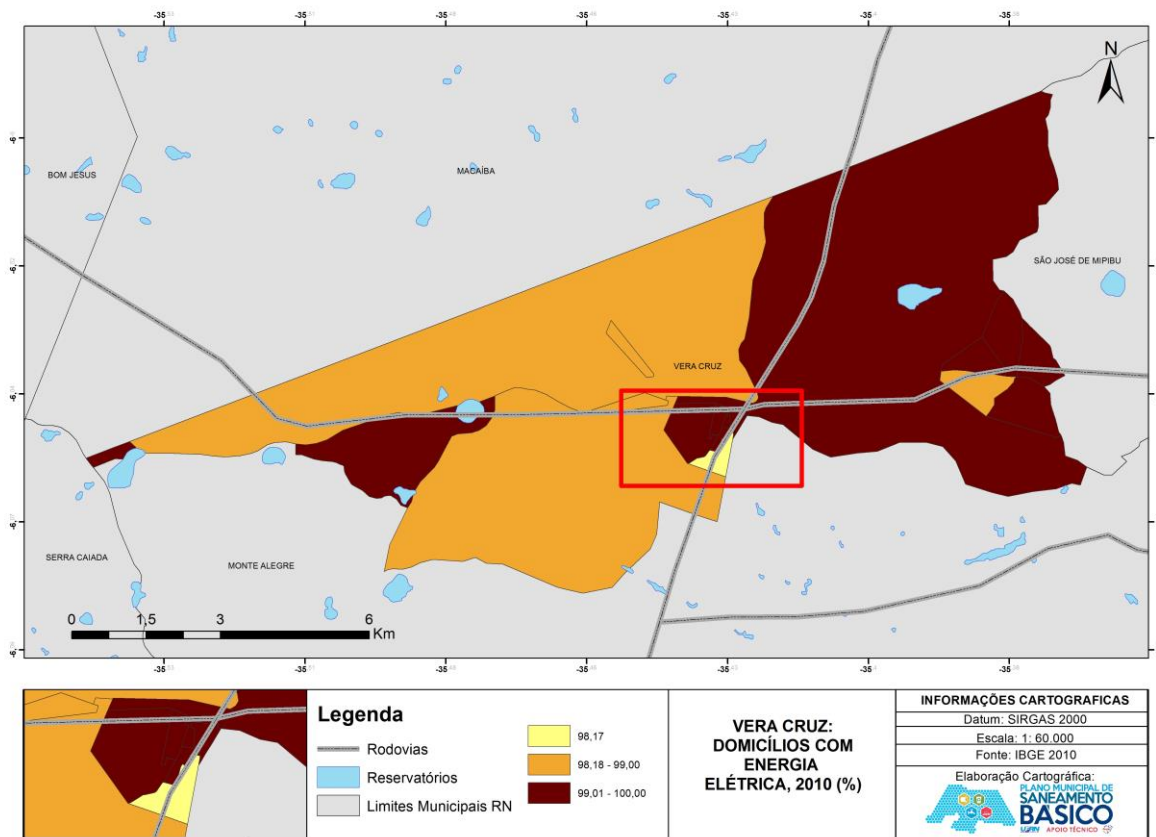 N
BOM JESUS
MACAÍBA
SÃO JOSÉ DE MIPIBU
VERA CRUZ
SERRA CAIADA
MONTE ALEGRE
0 1,5 3 6
Km
Legenda
Rodovias
Reservatórios
Limites Municipais RN
98,17
98,18 - 99,00
99,01 - 100,00
VERA CRUZ:
DOMICÍLIOS COM
ENERGIA
ELÉTRICA, 2010 (%)
INFORMAÇÕES CARTOGRAFICAS
Datum: SIRGAS 2000
Escala: 1: 60.000
Fonte: IBGE 2010
Elaboração Cartográfica:
PLANO MUNICIPAL DE
SANEAMENTO
BÁSICO
APOIO TÉCNICO